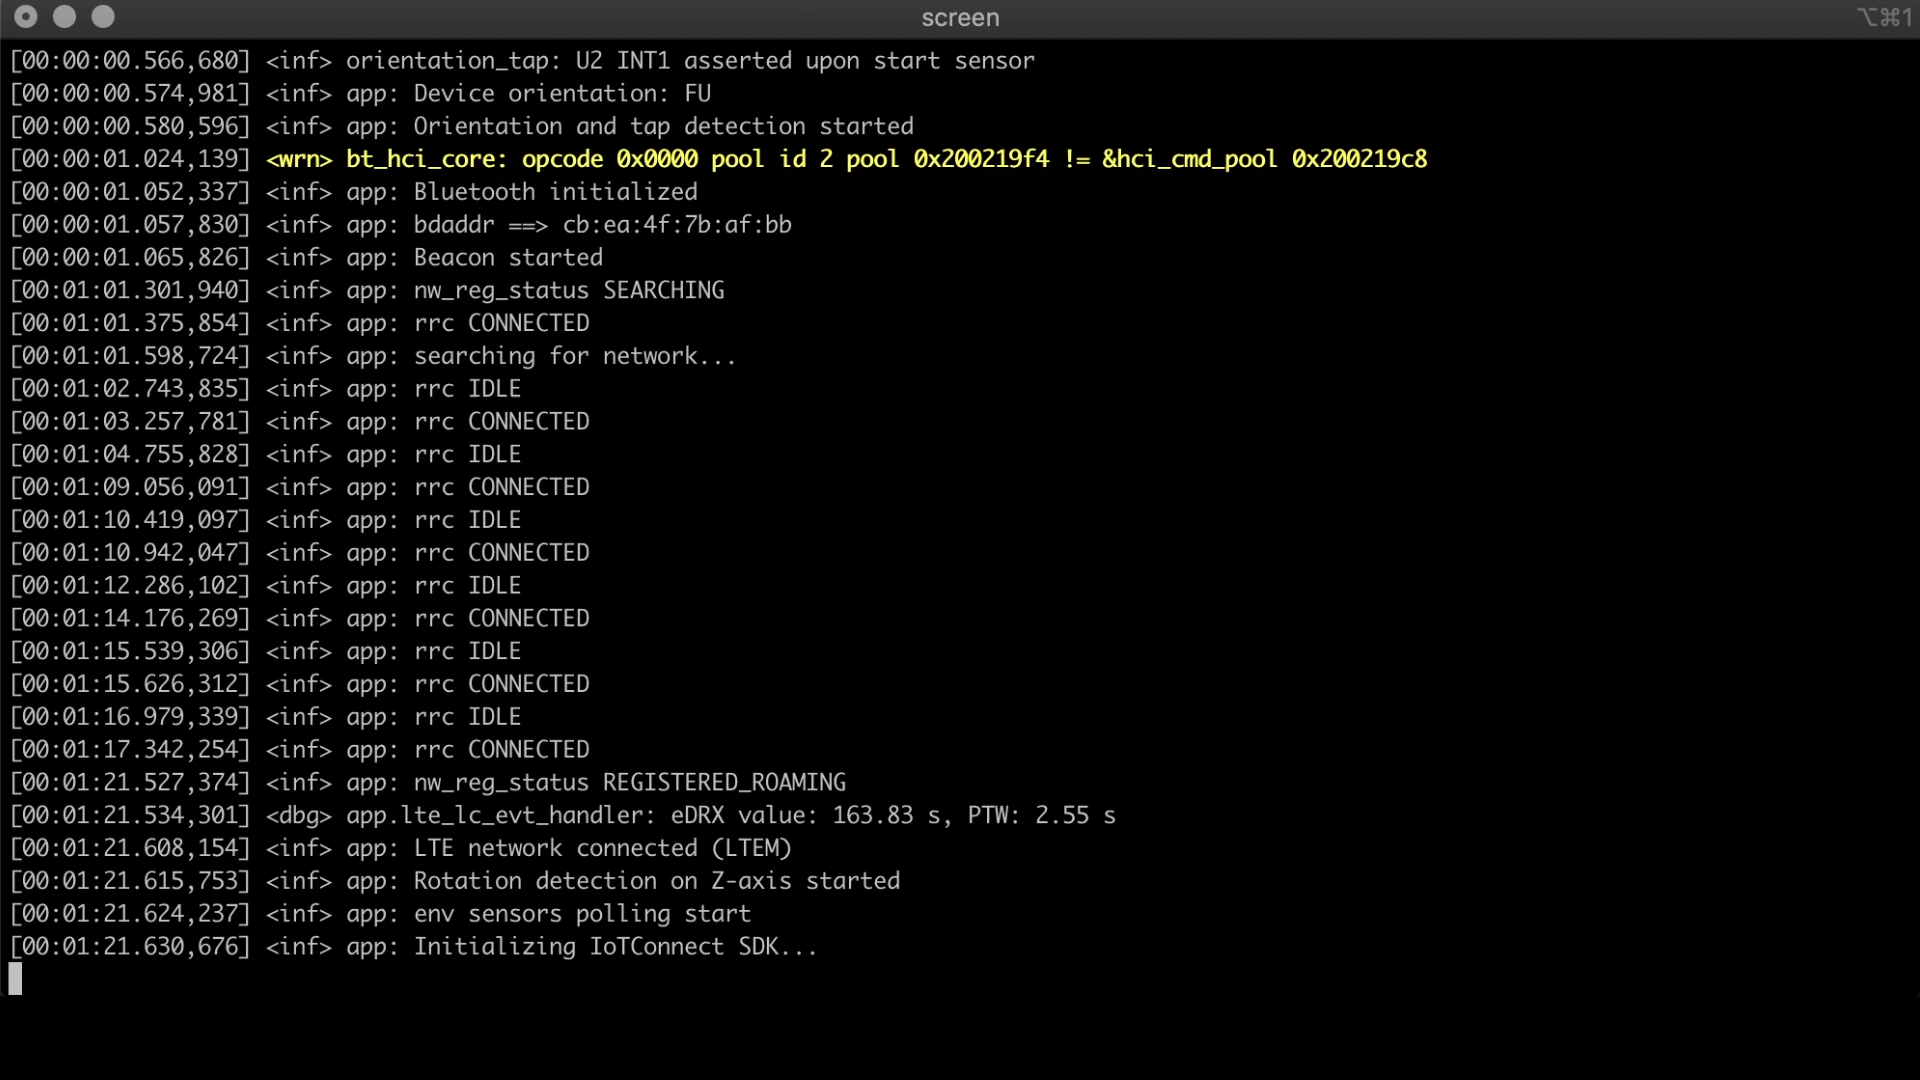 screen
⌥⌘1
[00:00:00.566,680] <inf> orientation_tap: U2 INT1 asserted upon start sensor
[00:00:00.574,981] <inf> app: Device orientation: FU
[00:00:00.580,596] <inf> app: Orientation and tap detection started
[00:00:01.024,139] <wrn> bt_hci_core: opcode 0x0000 pool id 2 pool 0x200219f4 != &hci_cmd_pool 0x200219c8
[00:00:01.052,337] <inf> app: Bluetooth initialized
[00:00:01.057,830] <inf> app: bdaddr ==> cb:ea:4f:7b:af:bb
[00:00:01.065,826] <inf> app: Beacon started
[00:01:01.301,940] <inf> app: nw_reg_status SEARCHING
[00:01:01.375,854] <inf> app: rrc CONNECTED
[00:01:01.598,724] <inf> app: searching for network...
[00:01:02.743,835] <inf> app: rrc IDLE
[00:01:03.257,781] <inf> app: rrc CONNECTED
[00:01:04.755,828] <inf> app: rrc IDLE
[00:01:09.056,091] <inf> app: rrc CONNECTED
[00:01:10.419,097] <inf> app: rrc IDLE
[00:01:10.942,047] <inf> app: rrc CONNECTED
[00:01:12.286,102] <inf> app: rrc IDLE
[00:01:14.176,269] <inf> app: rrc CONNECTED
[00:01:15.539,306] <inf> app: rrc IDLE
[00:01:15.626,312] <inf> app: rrc CONNECTED
[00:01:16.979,339] <inf> app: rrc IDLE
[00:01:17.342,254] <inf> app: rrc CONNECTED
[00:01:21.527,374] <inf> app: nw_reg_status REGISTERED_ROAMING
[00:01:21.534,301] <dbg> app.lte_lc_evt_handler: eDRX value: 163.83 s, PTW: 2.55 s
[00:01:21.608,154] <inf> app: LTE network connected (LTEM)
[00:01:21.615,753] <inf> app: Rotation detection on Z-axis started
[00:01:21.624,237] <inf> app: env sensors polling start
[00:01:21.630,676] <inf> app: Initializing IoTConnect SDK...